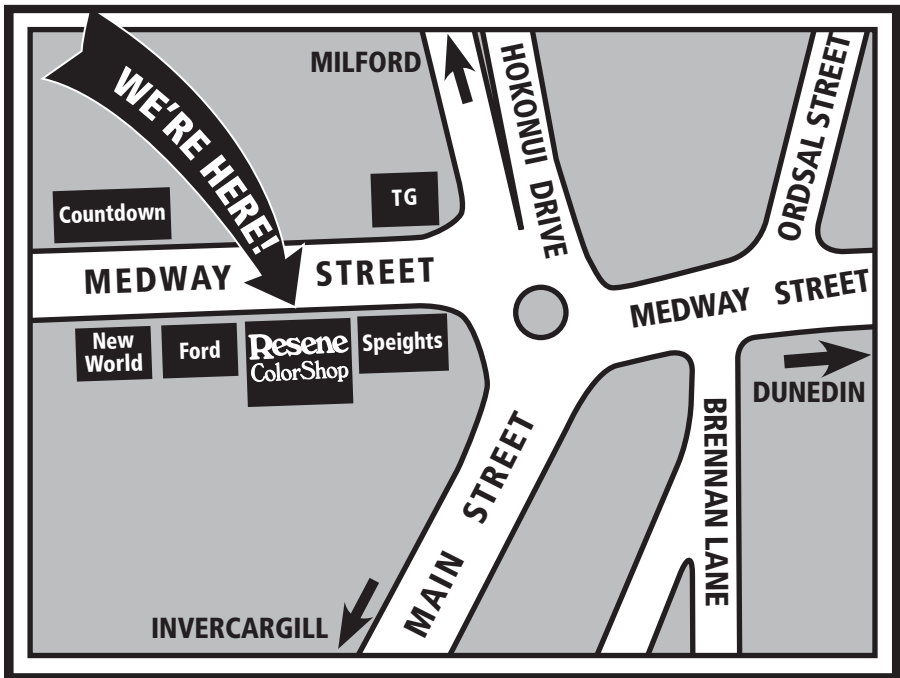 MILFORD
HOKONUI DRIVE
ORDSAL STREET
WE'RE HERE!
Countdown
TG
MEDWAY STREET
MEDWAY STREET
New
World
Ford
Resene
ColorShop
Speights
DUNEDIN
BRENNAN LANE
MAIN STREET
INVERCARGILL